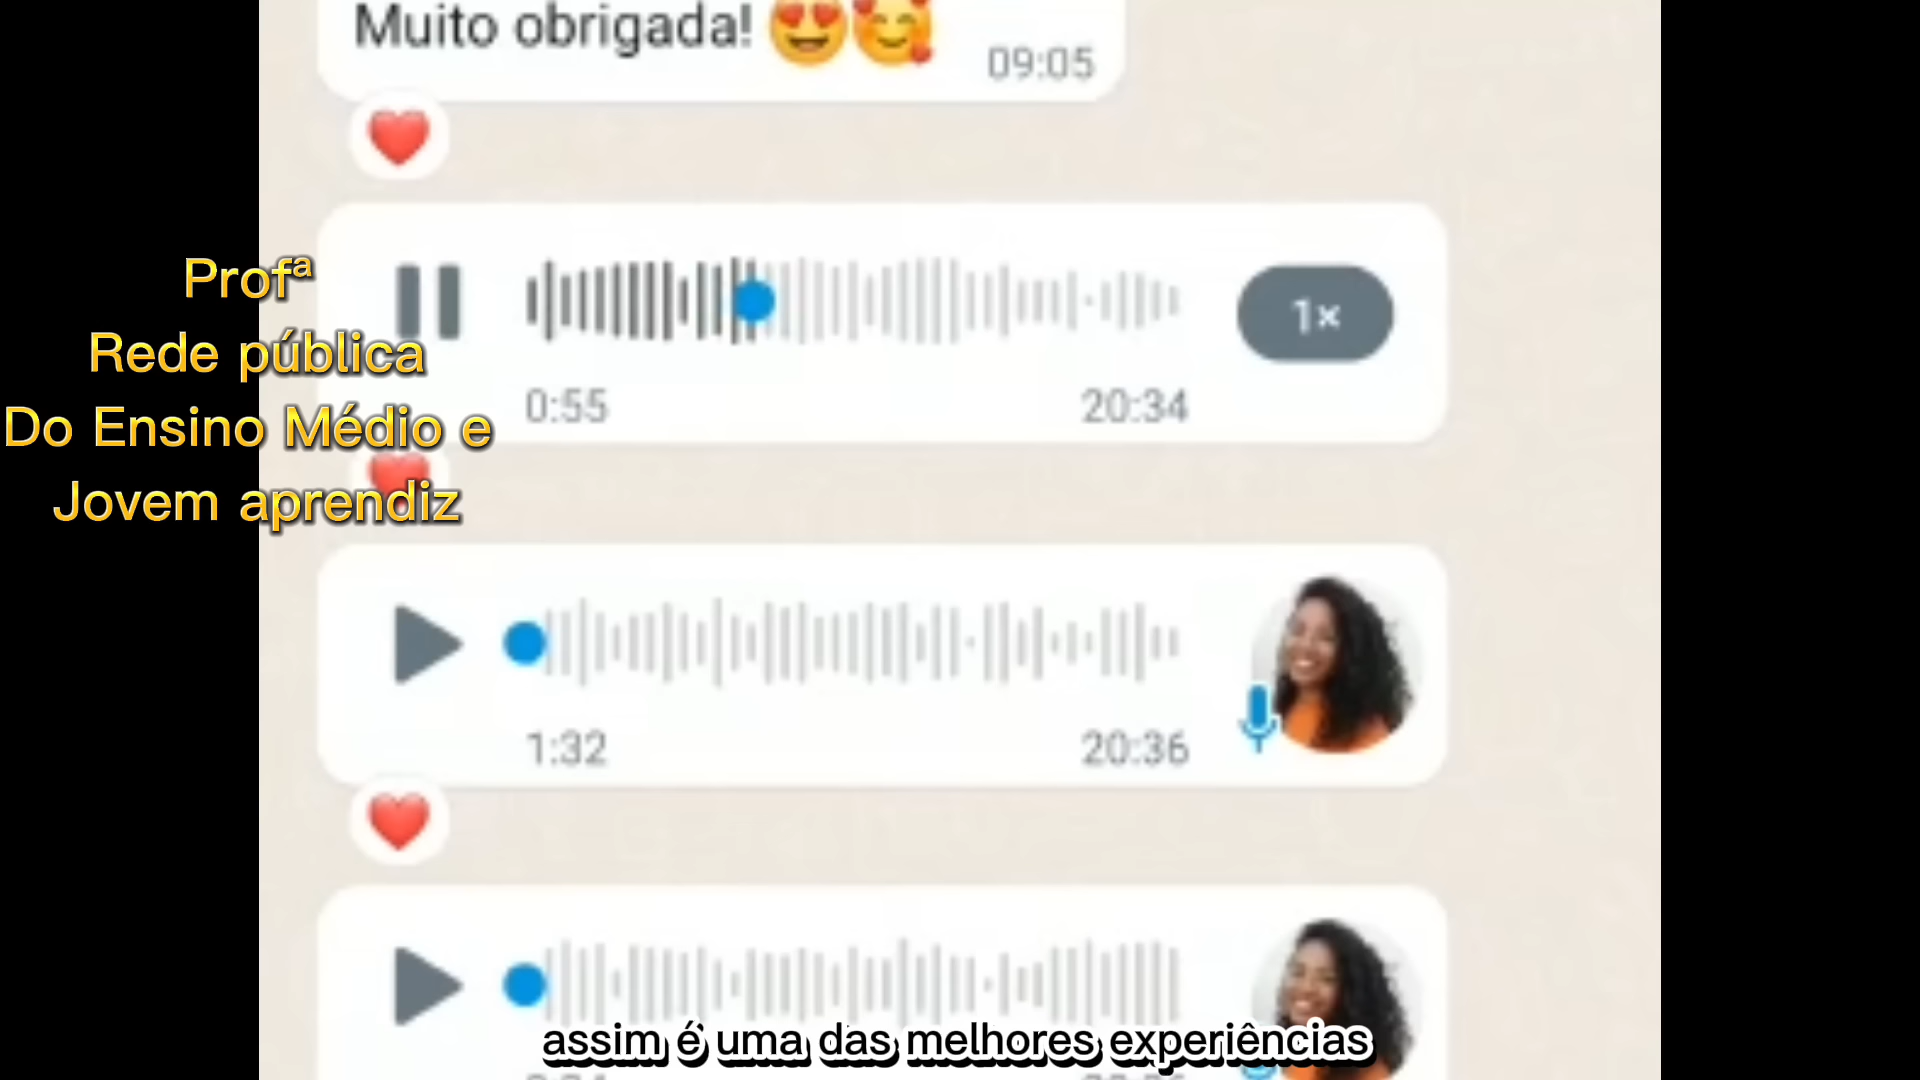 Muito obrigada! 😍🥰
09:05
Profª
Rede pública
Do Ensino Médio e
Jovem aprendiz
1×
0:55
20:34
1:32
20:36
assim é uma das melhores experiências